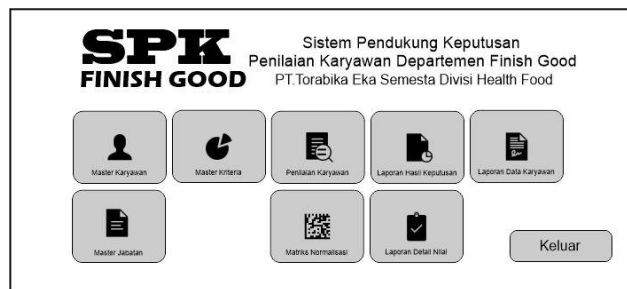 SPK
FINISH GOOD
Sistem Pendukung Keputusan
Penilaian Karyawan Departemen Finish Good
PT.Torabika Eka Semesta Divisi Health Food
Master Karyawan
Master Kriteria
Penilaian Karyawan
Laporan Hasil Keputusan
Laporan Data Karyawan
Master Jabatan
Matriks Normalisasi
Laporan Detail Nilai
Keluar